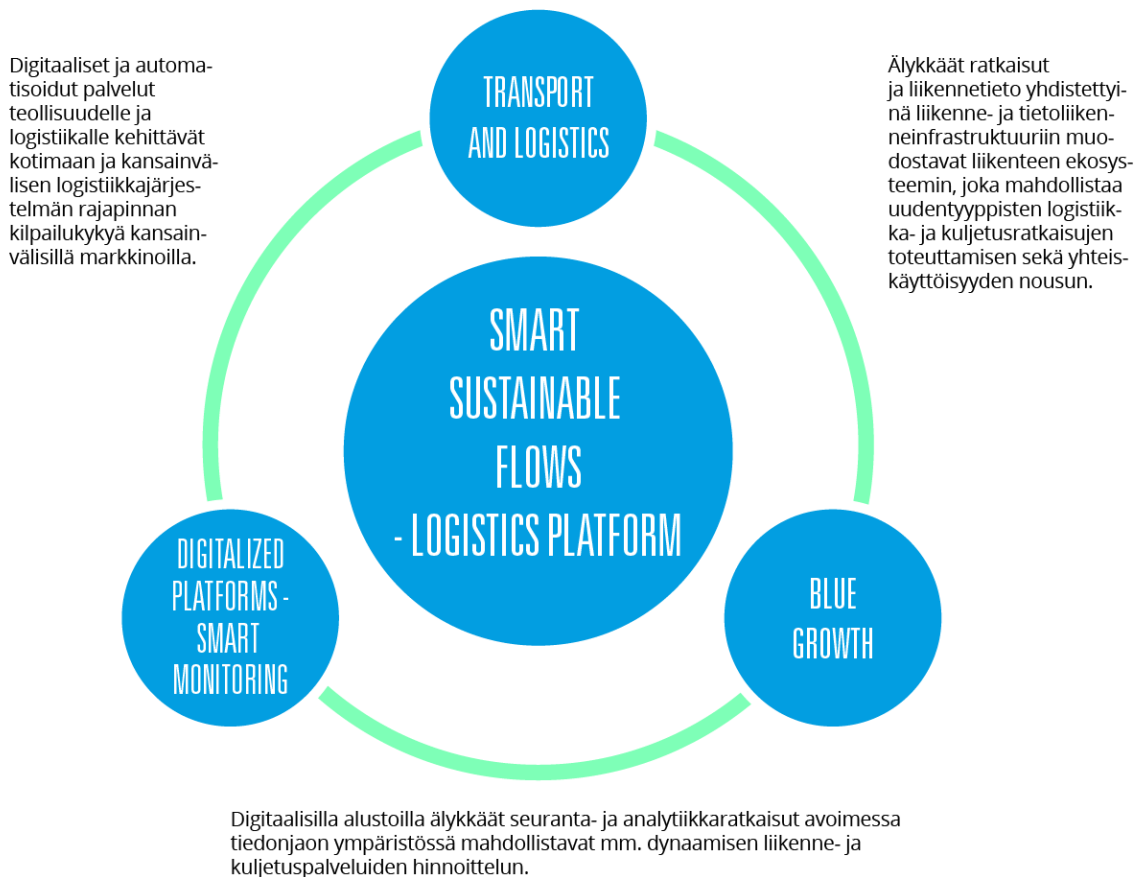 Digitaaliset ja automa-
tisoidut palvelut
teollisuudelle ja
logistiikalle kehittävät
kotimaan ja kansainvä-
lisen logistiikkajärjes-
telmän rajapinnan
kilpailukykyä kansain-
välisillä markkinoilla.
TRANSPORT
AND LOGISTICS
Älykkäät ratkaisut
ja liikennetieto yhdistettyi-
nä liikenne- ja tietoliiken-
neinfrastruktuuriin muo-
dostavat liikenteen ekosys-
teemin, joka mahdollistaa
uudentyyppisten logistiik-
ka- ja kuljetusratkaisujen
toteuttamisen sekä yhteis-
käyttöisyyden nousun.
SMART
SUSTAINABLE
FLOWS
- LOGISTICS PLATFORM
DIGITALIZED
PLATFORMS -
SMART
MONITORING
BLUE
GROWTH
Digitaalisilla alustoilla älykkäät seuranta- ja analytiikkaratkaisut avoimessa
tiedonjaon ympäristössä mahdollistavat mm. dynaamisen liikenne- ja
kuljetuspalveluiden hinnoittelun.